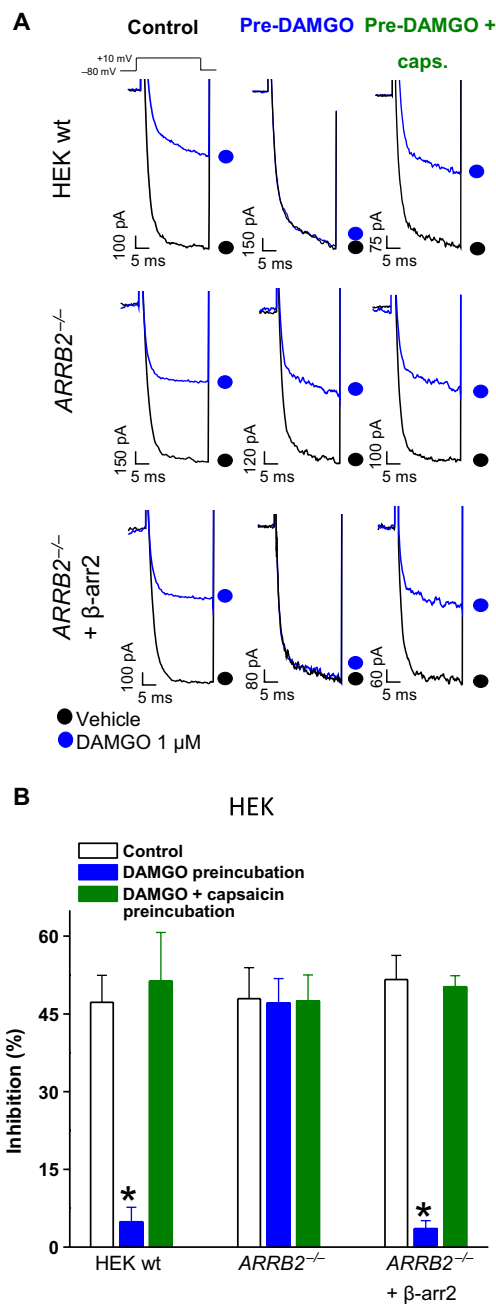 A
Control
Pre-DAMGO
Pre-DAMGO +
caps.
+10 mV
–80 mV
HEK wt
100 pA
5 ms
150 pA
5 ms
75 pA
5 ms
ARRB2–/–
150 pA
5 ms
120 pA
5 ms
100 pA
5 ms
ARRB2–/–
+ β-arr2
100 pA
5 ms
80 pA
5 ms
60 pA
5 ms
Vehicle
DAMGO 1 μM
B
HEK
Control
DAMGO preincubation
DAMGO + capsaicin
preincubation
Inhibition (%)
60
45
30
15
0
*
*
HEK wt
ARRB2–/–
ARRB2–/–
+ β-arr2